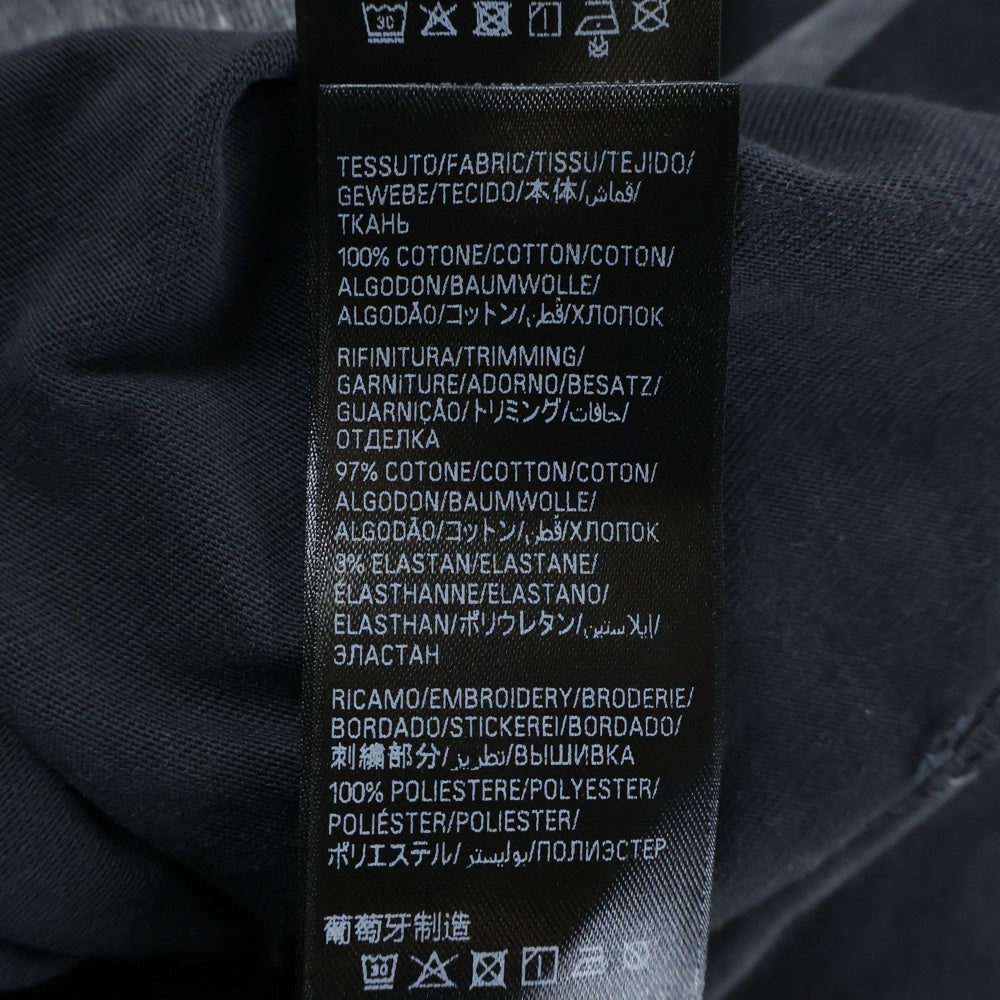 30
TESSUTO/FABRIC/TISSU/TEJIDO/
GEWEBE/TECIDO/本体/قماش/
ТКАНЬ
100% COTONE/COTTON/COTON/
ALGODON/BAUMWOLLE/
ALGODÃO/コットン/قطن/ХЛОПОК
RIFINITURA/TRIMMING/
GARNITURE/ADORNO/BESATZ/
GUARNIÇÃO/トリミング/حافات/
ОТДЕЛКА
97% COTONE/COTTON/COTON/
ALGODON/BAUMWOLLE/
ALGODÃO/コットン/قطن/ХЛОПОК
3% ELASTAN/ELASTANE/
ÉLASTHANNE/ELASTANO/
ELASTHAN/ポリウレタン/إيلاستين/
ЭЛАСТАН
RICAMO/EMBROIDERY/BRODERIE/
BORDADO/STICKEREI/BORDADO/
刺繍部分/تطريز/ВЫШИВКА
100% POLIESTERE/POLYESTER/
POLIÉSTER/POLIESTER/
ポリエステル/بوليستر/ПОЛИЭСТЕР
葡萄牙制造
30